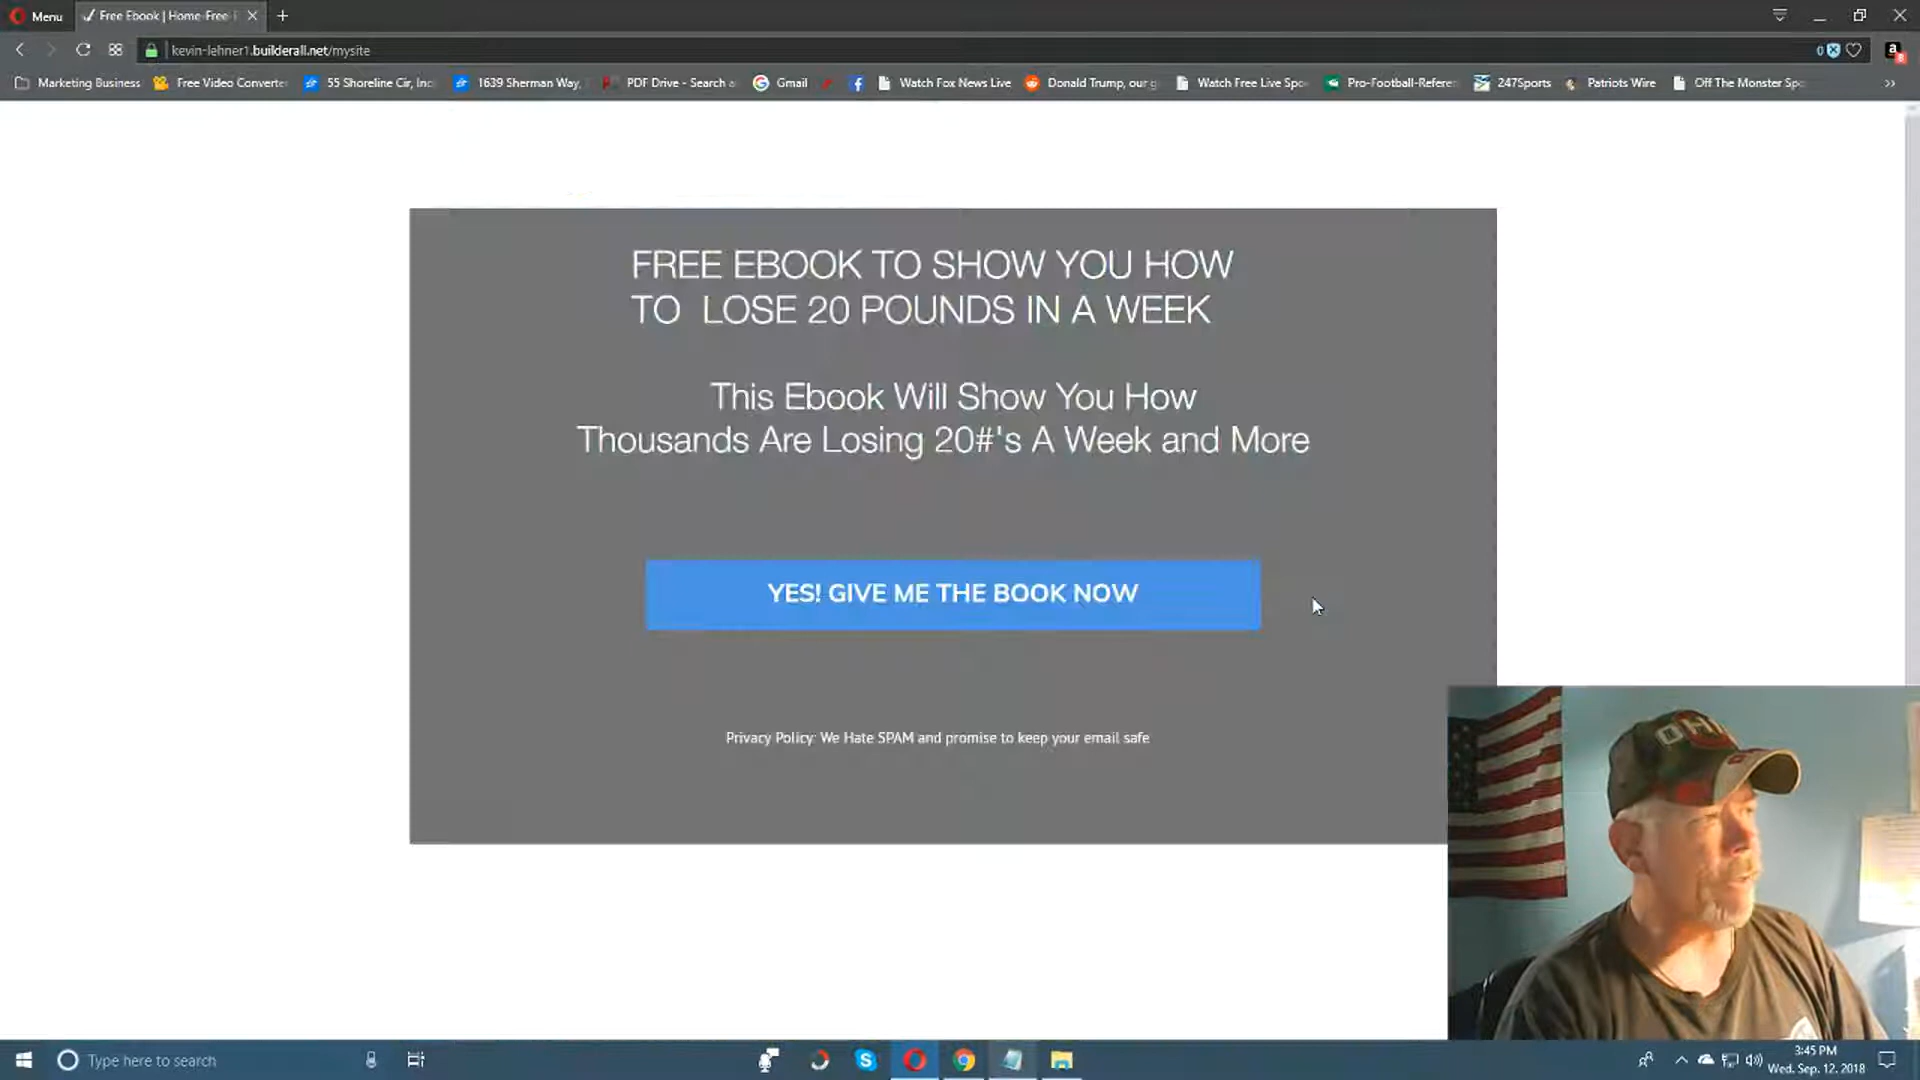 Menu
Free Ebook | Home-Free
kevin-lehner1.builderall.net/mysite
0
Marketing Business
Free Video Converte
55 Shoreline Cir, Inc
1639 Sherman Way,
PDF Drive - Search a
Gmail
Watch Fox News Live
Donald Trump, our g
Watch Free Live Spo
Pro-Football-Refere
247Sports
Patriots Wire
Off The Monster Spo
FREE EBOOK TO SHOW YOU HOW
TO LOSE 20 POUNDS IN A WEEK
This Ebook Will Show You How
Thousands Are Losing 20#'s A Week and More
YES! GIVE ME THE BOOK NOW
Privacy Policy: We Hate SPAM and promise to keep your email safe
Type here to search
3:45 PM
Wed. Sep. 12, 2018